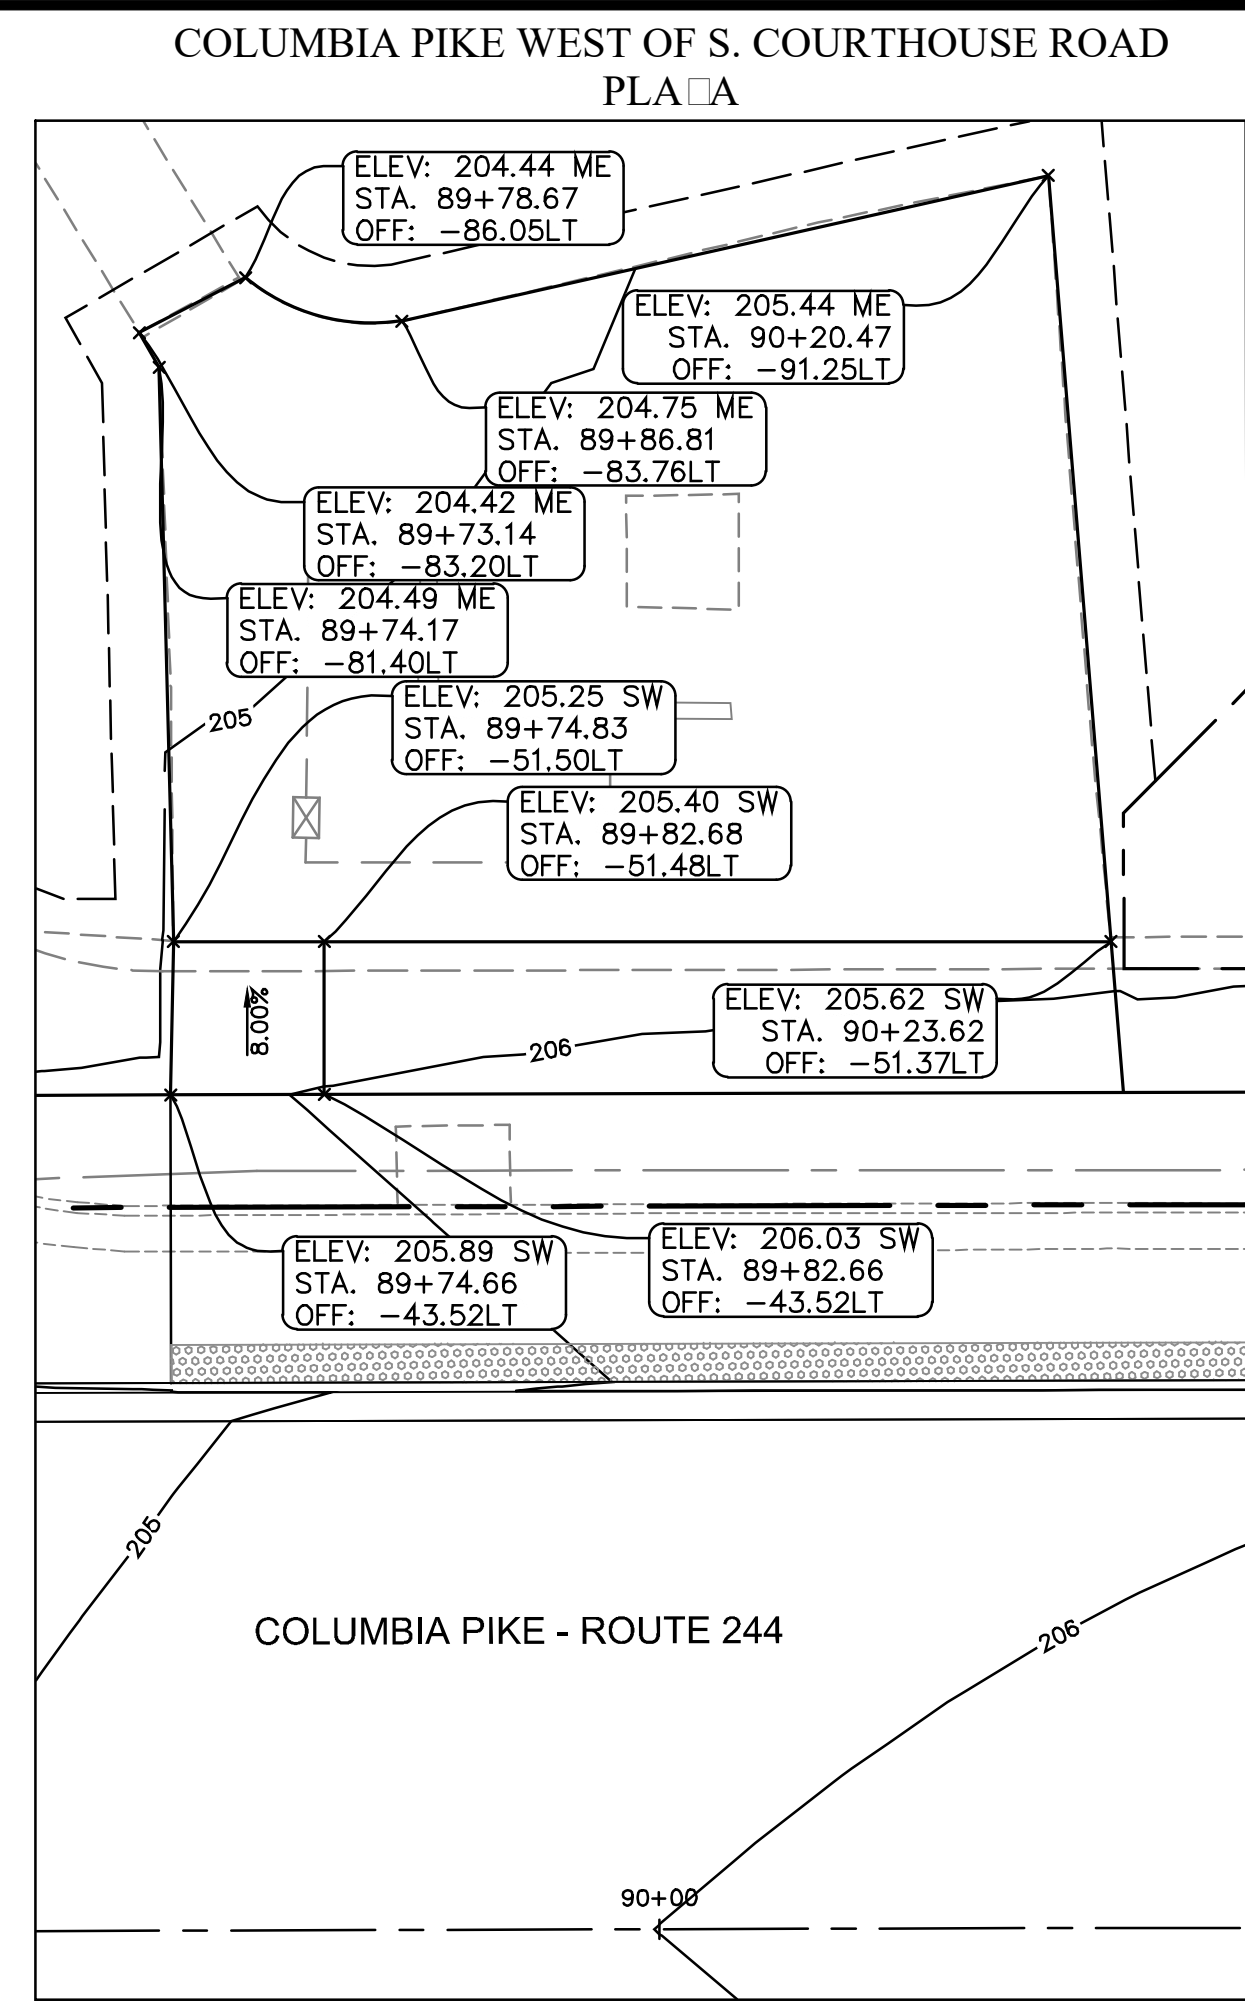 COLUMBIA PIKE WEST OF S. COURTHOUSE ROAD
PLA□A
ELEV: 204.44 ME
STA. 89+78.67
OFF: -86.05LT
ELEV: 205.44 ME
STA. 90+20.47
OFF: -91.25LT
ELEV: 204.75 ME
STA. 89+86.81
OFF: -83.76LT
ELEV: 204.42 ME
STA. 89+73.14
OFF: -83.20LT
ELEV: 204.49 ME
STA. 89+74.17
OFF: -81.40LT
205
ELEV: 205.25 SW
STA. 89+74.83
OFF: -51.50LT
ELEV: 205.40 SW
STA. 89+82.68
OFF: -51.48LT
8.00%
206
ELEV: 205.62 SW
STA. 90+23.62
OFF: -51.37LT
ELEV: 205.89 SW
STA. 89+74.66
OFF: -43.52LT
ELEV: 206.03 SW
STA. 89+82.66
OFF: -43.52LT
205
COLUMBIA PIKE - ROUTE 244
206
90+00